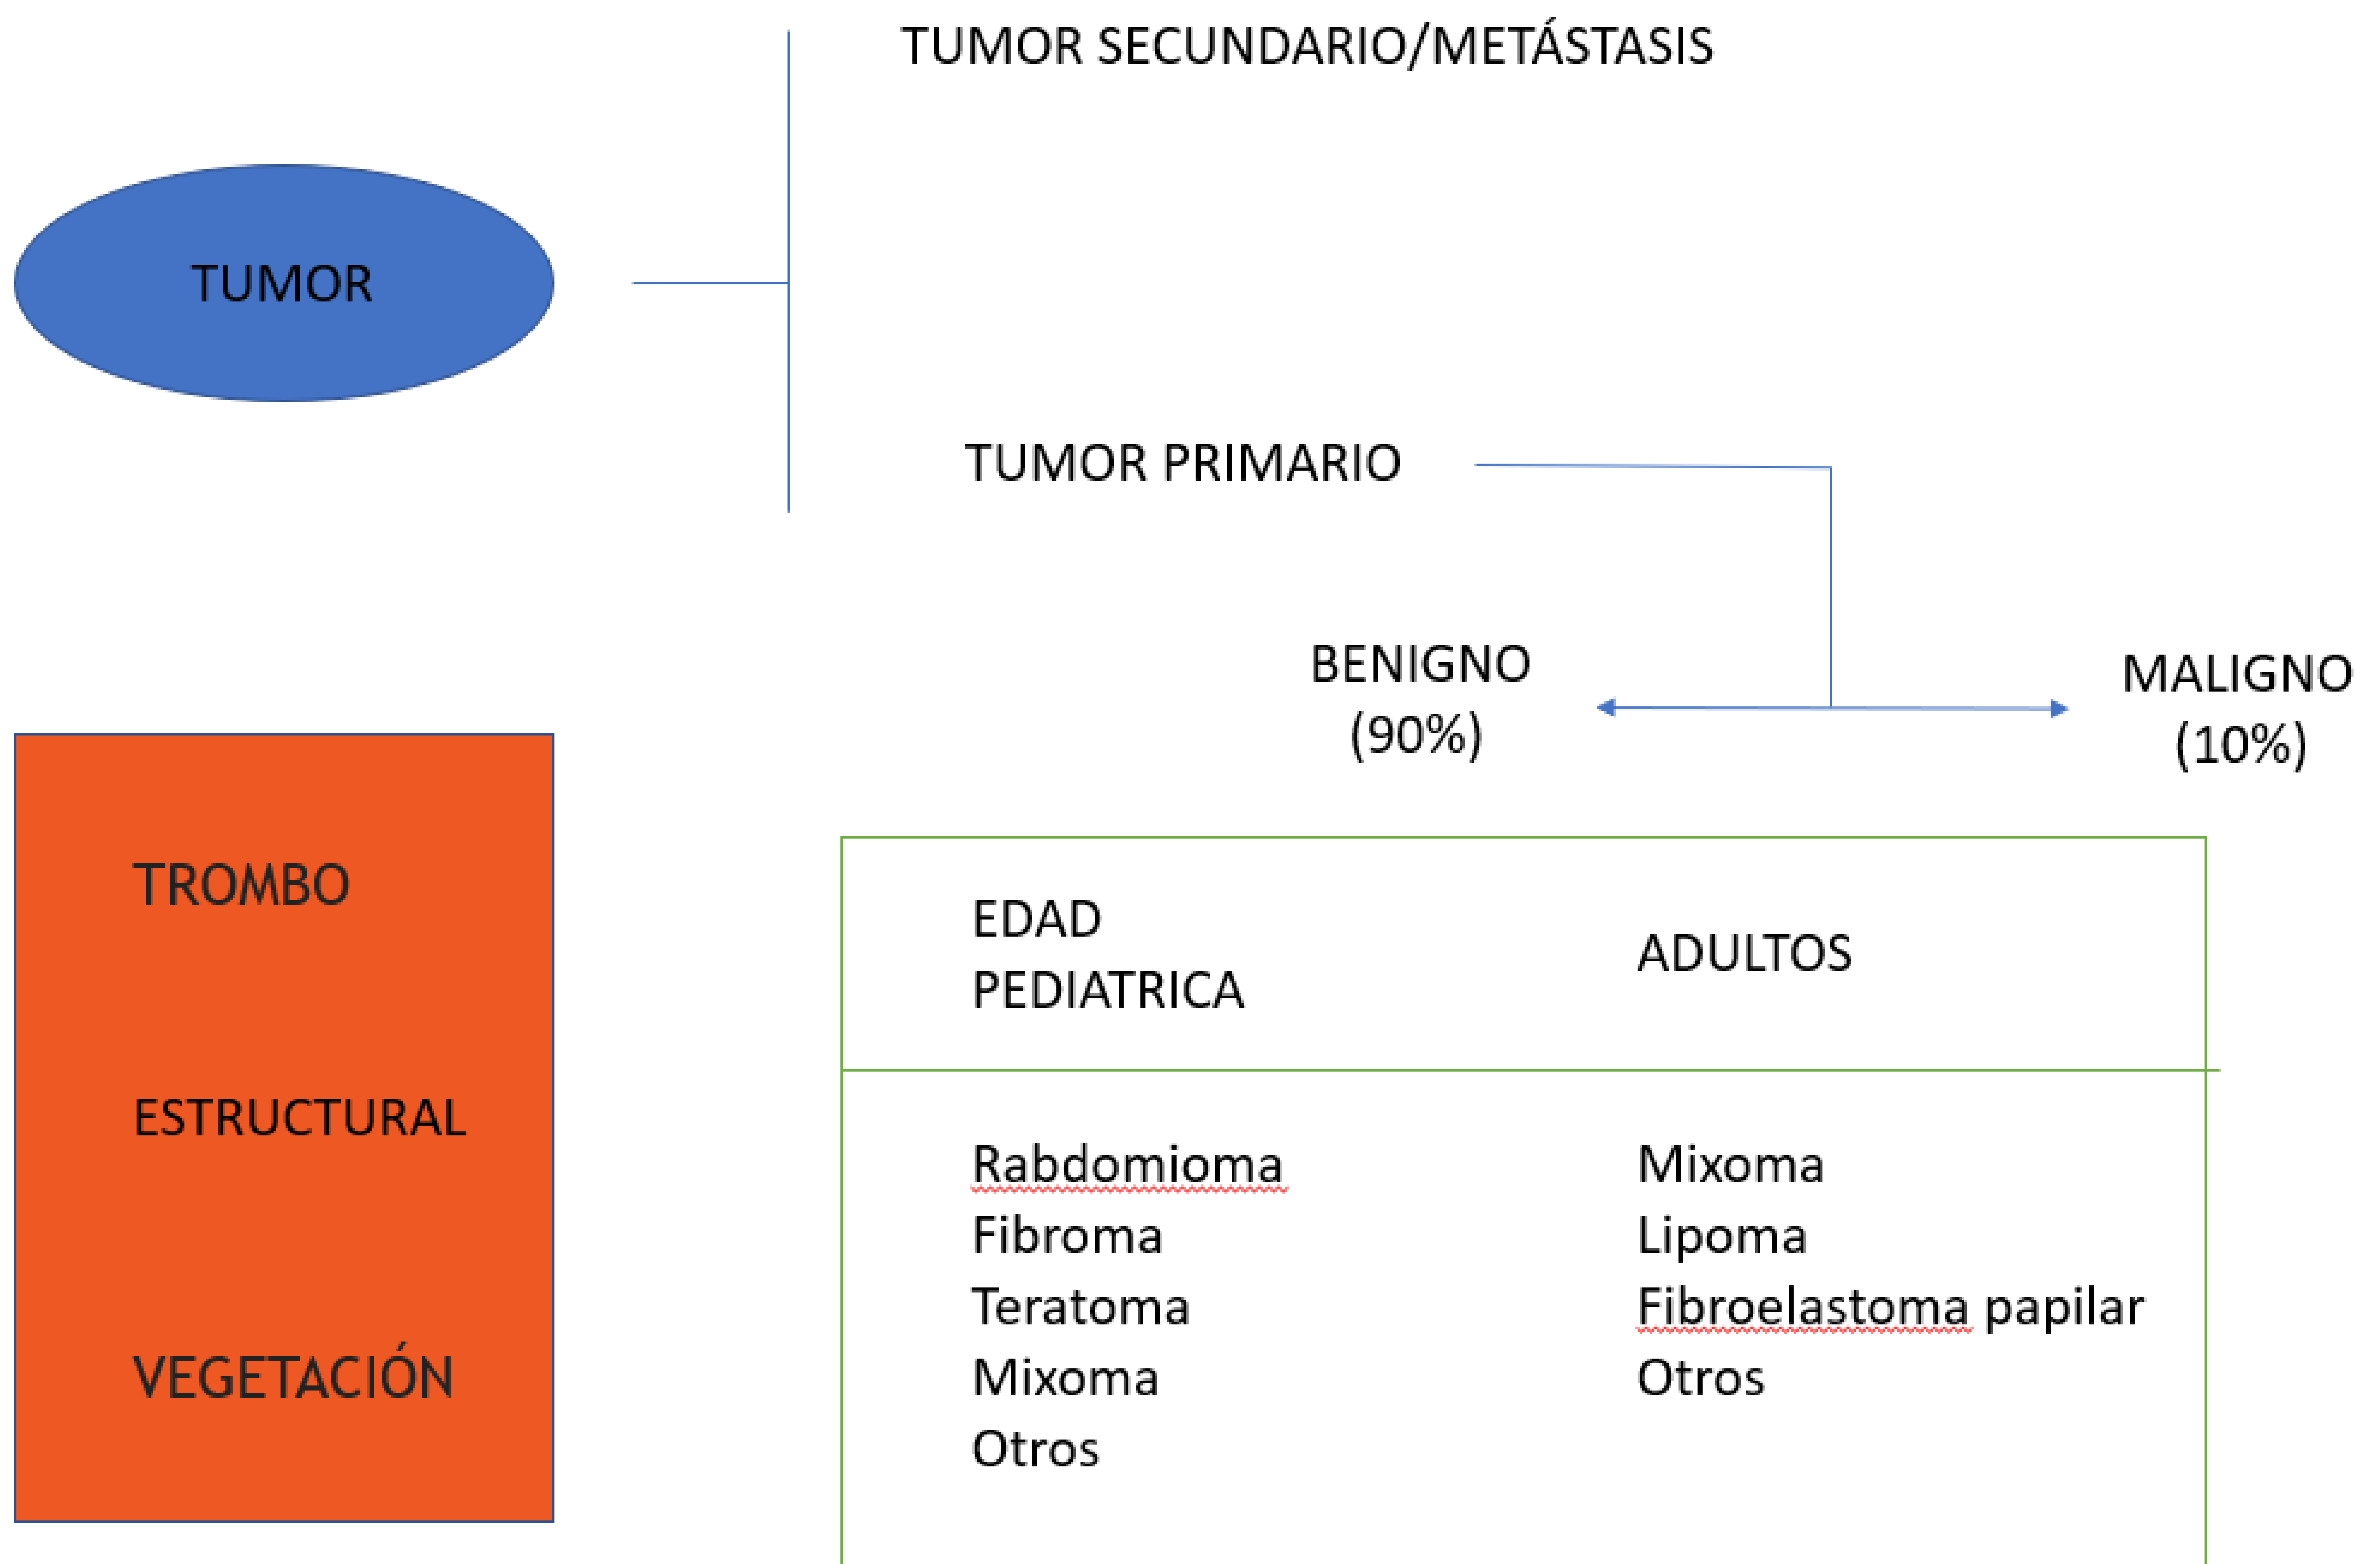 TUMOR SECUNDARIO/METÁSTASIS
TUMOR
TUMOR PRIMARIO
BENIGNO
(90%)
MALIGNO
(10%)
TROMBO
ESTRUCTURAL
VEGETACIÓN
EDAD
PEDIATRICA
ADULTOS
Rabdomioma
Fibroma
Teratoma
Mixoma
Otros
Mixoma
Lipoma
Fibroelastoma papilar
Otros